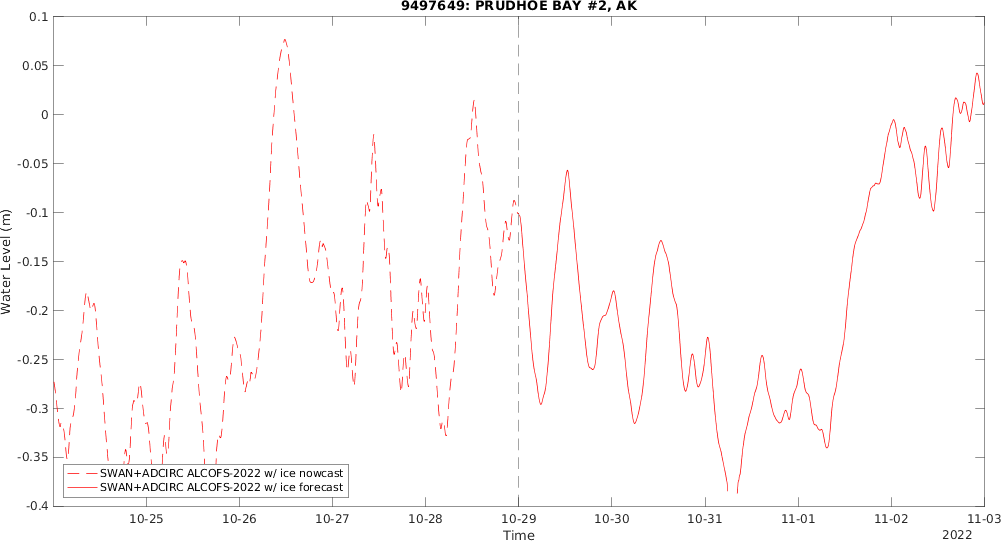 9497649: PRUDHOE BAY #2, AK
0.1
0.05
0
-0.05
-0.1
-0.15
-0.2
-0.25
-0.3
-0.35
-0.4
Water Level (m)
SWAN+ADCIRC ALCOFS-2022 w/ ice nowcast
SWAN+ADCIRC ALCOFS-2022 w/ ice forecast
10-25 10-26 10-27 10-28 10-29 10-30 10-31 11-01 11-02 11-03
Time
2022